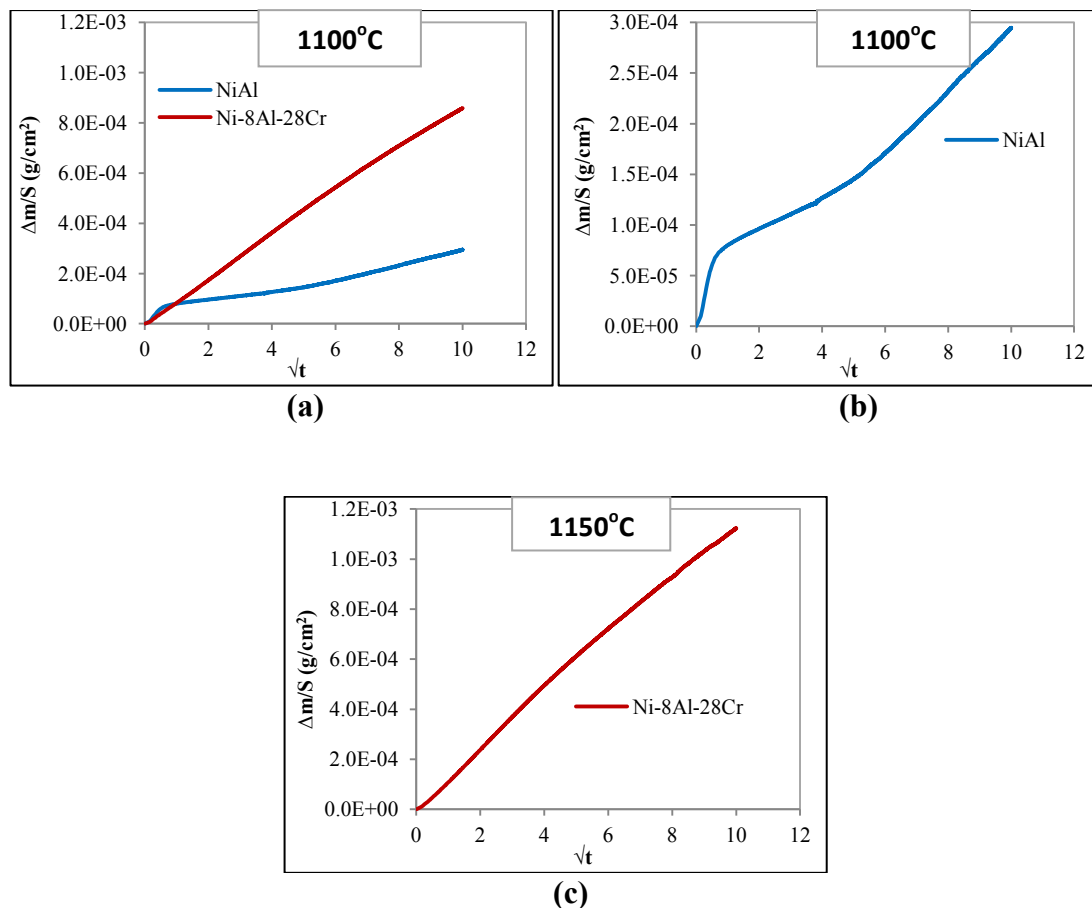 1100°C
NiAl
Ni-8Al-28Cr
1.2E-03
1.0E-03
8.0E-04
6.0E-04
4.0E-04
2.0E-04
0.0E+00
Δm/S (g/cm²)
0 2 4 6 8 10 12
√t
(a)
1100°C
NiAl
3.0E-04
2.5E-04
2.0E-04
1.5E-04
1.0E-04
5.0E-05
0.0E+00
Δm/S (g/cm²)
0 2 4 6 8 10 12
√t
(b)
1150°C
Ni-8Al-28Cr
1.2E-03
1.0E-03
8.0E-04
6.0E-04
4.0E-04
2.0E-04
0.0E+00
Δm/S (g/cm²)
0 2 4 6 8 10 12
√t
(c)